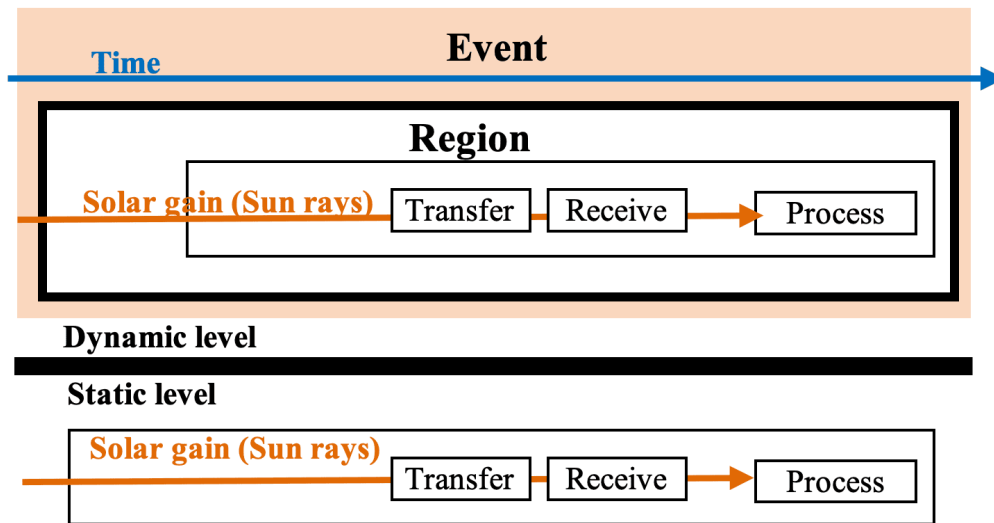 Event
Time
Region
Solar gain (Sun rays)
Transfer
Receive
Process
Dynamic level
Static level
Solar gain (Sun rays)
Transfer
Receive
Process